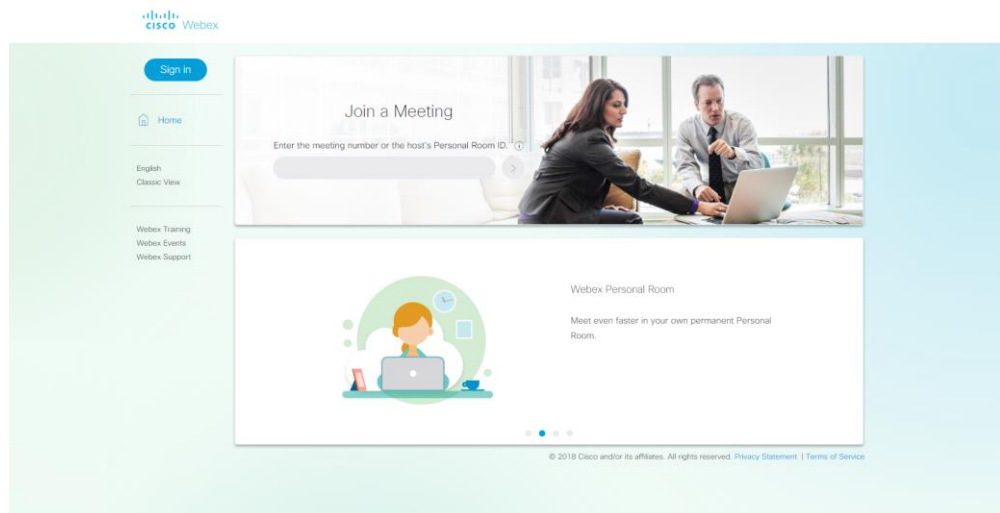 CISCO Webex
Sign in
Home
English
Classic View
Webex Training
Webex Events
Webex Support
Join a Meeting
Enter the meeting number or the host's Personal Room ID.
Webex Personal Room
Meet even faster in your own permanent Personal
Room.
© 2018 Cisco and/or its affiliates. All rights reserved. Privacy Statement | Terms of Service